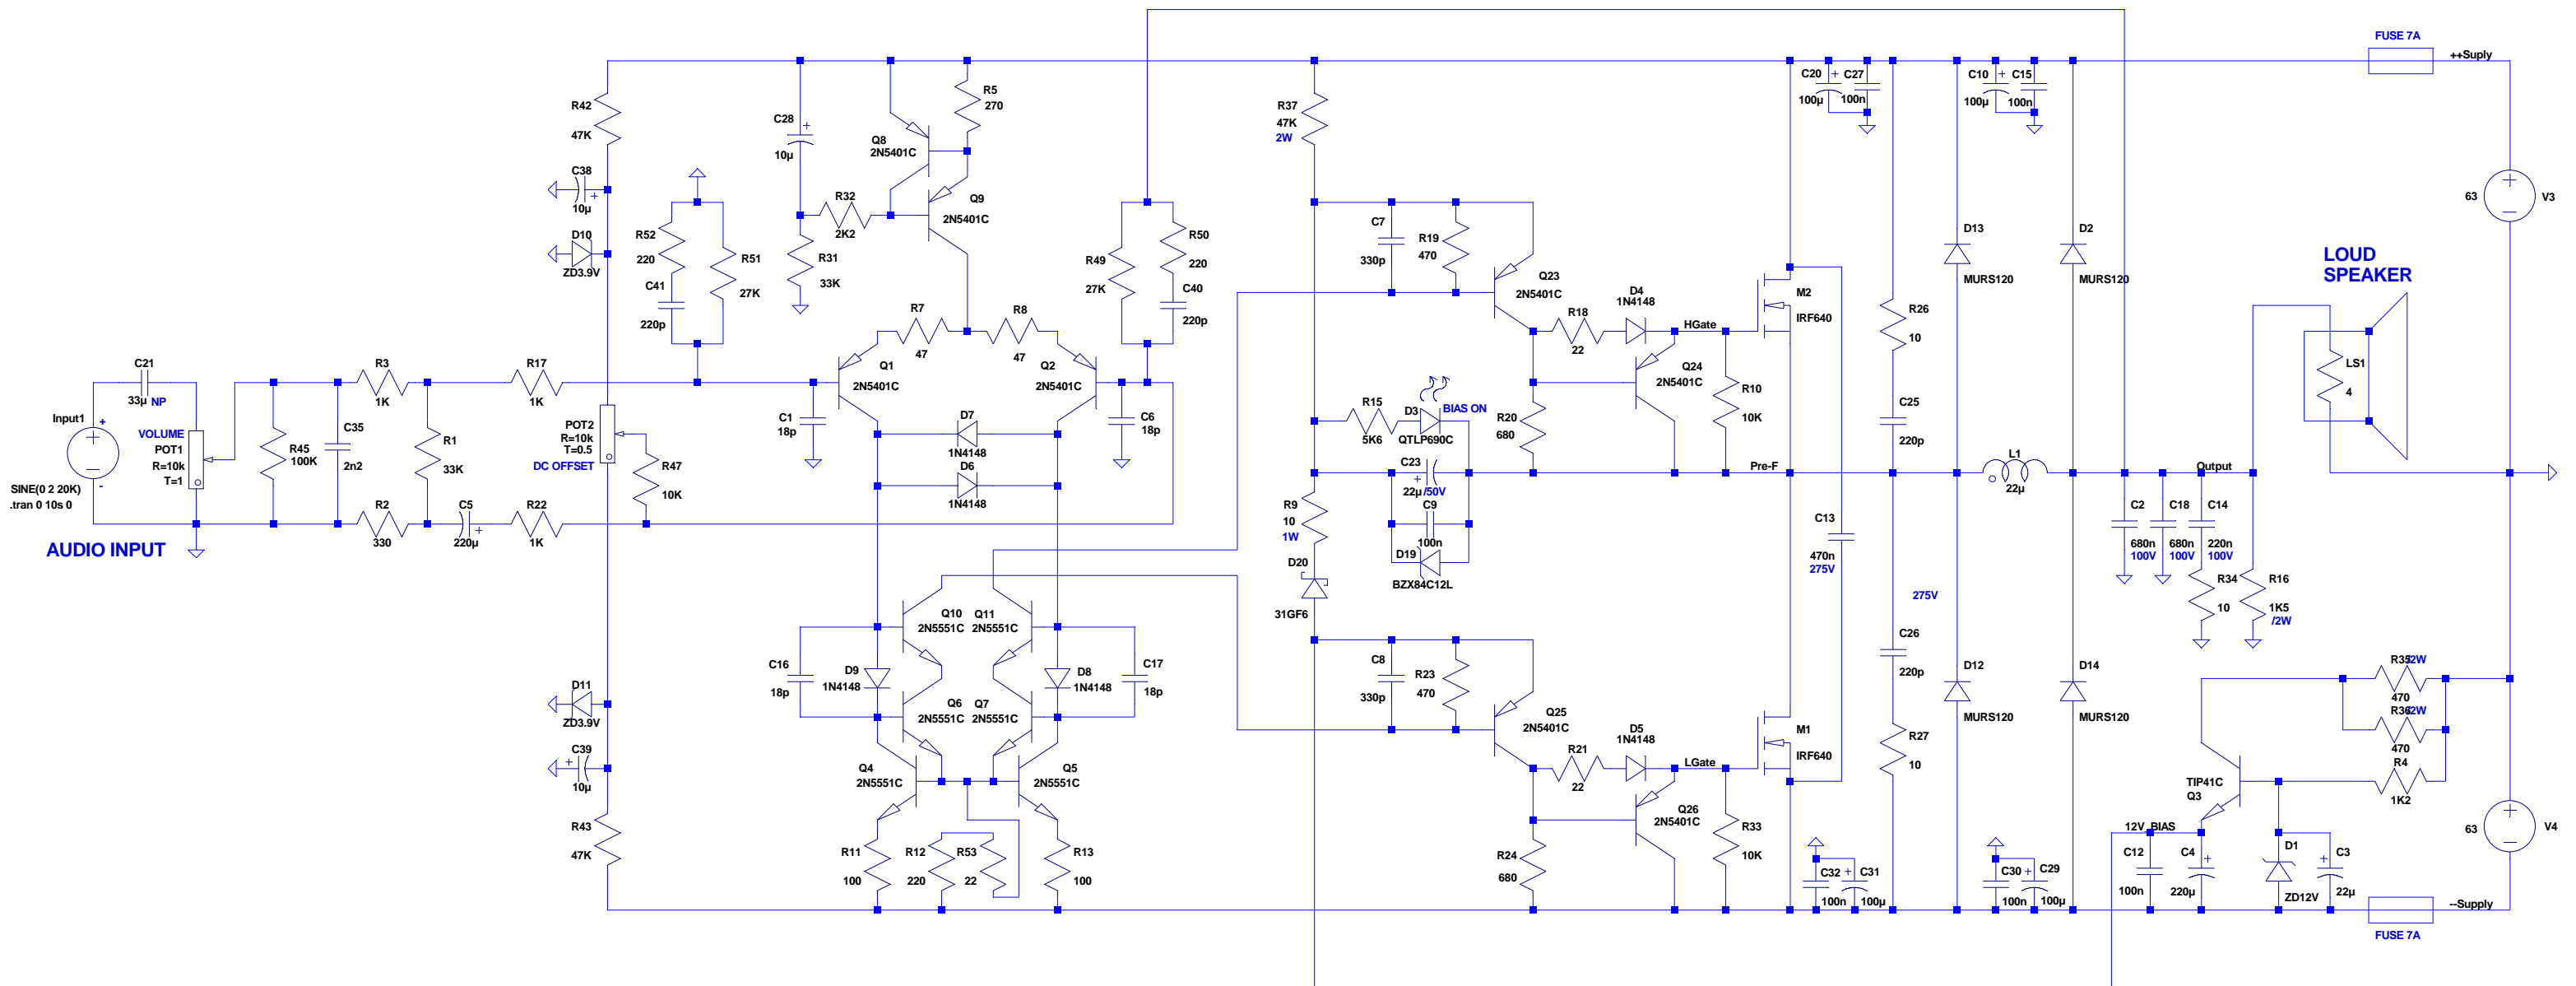 FUSE 7A
++Suply
R42
47K
C38
+
10µ
D10
ZD3.9V
C28
+
10µ
R5
270
Q8
2N5401C
Q9
2N5401C
R32
2K2
R31
33K
R52
220
C41
220p
R51
27K
R49
27K
R50
220
C40
220p
R7
47
R8
47
Q1
2N5401C
Q2
2N5401C
C1
18p
C6
18p
D7
1N4148
D6
1N4148
Input1
+
-
SINE(0 2 20K)
.tran 0 10s 0
C21
33µ NP
VOLUME
POT1
R=10k
T=1
R45
100K
C35
2n2
R3
1K
R1
33K
R2
330
C5
+
220µ
R17
1K
R22
1K
POT2
R=10k
T=0.5
DC OFFSET
R47
10K
AUDIO INPUT
D11
ZD3.9V
C39
+
10µ
R43
47K
C16
18p
D9
1N4148
Q10
2N5551C
Q11
2N5551C
D8
1N4148
C17
18p
Q6
2N5551C
Q7
2N5551C
Q4
2N5551C
Q5
2N5551C
R11
100
R12
220
R53
22
R13
100
R37
47K
2W
C7
330p
R19
470
Q23
2N5401C
R18
22
D4
1N4148
HGate
Q24
2N5401C
R10
10K
M2
IRF640
R15
5K6
D3
BIAS ON
QTLP690C
R20
680
C23
+
22µ/50V
C9
100n
D19
BZX84C12L
R9
10
1W
D20
31GF6
Pre-F
C13
470n
275V
C8
330p
R23
470
Q25
2N5401C
R21
22
D5
1N4148
LGate
Q26
2N5401C
R24
680
R33
10K
M1
IRF640
C20
+
100µ
C27
100n
C10
+
100µ
C15
100n
R26
10
C25
220p
D13
MURS120
D2
MURS120
L1
22µ
Output
C2
680n
100V
C18
680n
100V
C14
220n
100V
R34
10
R16
1K5
/2W
275V
C26
220p
R27
10
D12
MURS120
D14
MURS120
C32
100n
+
C31
100µ
C30
100n
+
C29
100µ
LOUD
SPEAKER
LS1
4
63
V3
R35
/2W
470
R36
/2W
470
R4
1K2
TIP41C
Q3
12V_BIAS
C12
100n
C4
+
220µ
D1
ZD12V
C3
+
22µ
63
V4
--Supply
FUSE 7A